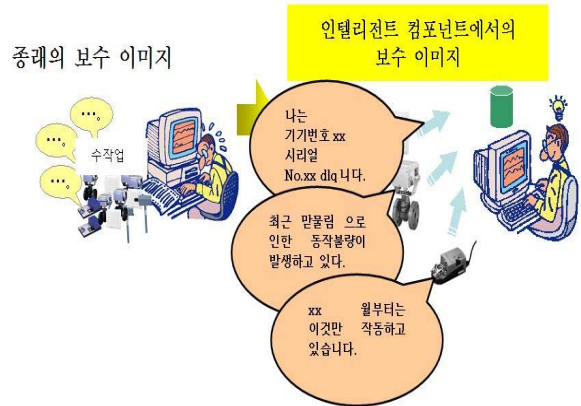 종래의 보수 이미지
인텔리전트 컴포넌트에서의
보수 이미지
...。
...。
...。
수작업
나는
기기번호 xx
시리얼
No.xx dlq니다.
최근 맏물림 으로
인한 동작불량이
발생하고 있다.
xx 월부터는
이것만 작동하고
있습니다.